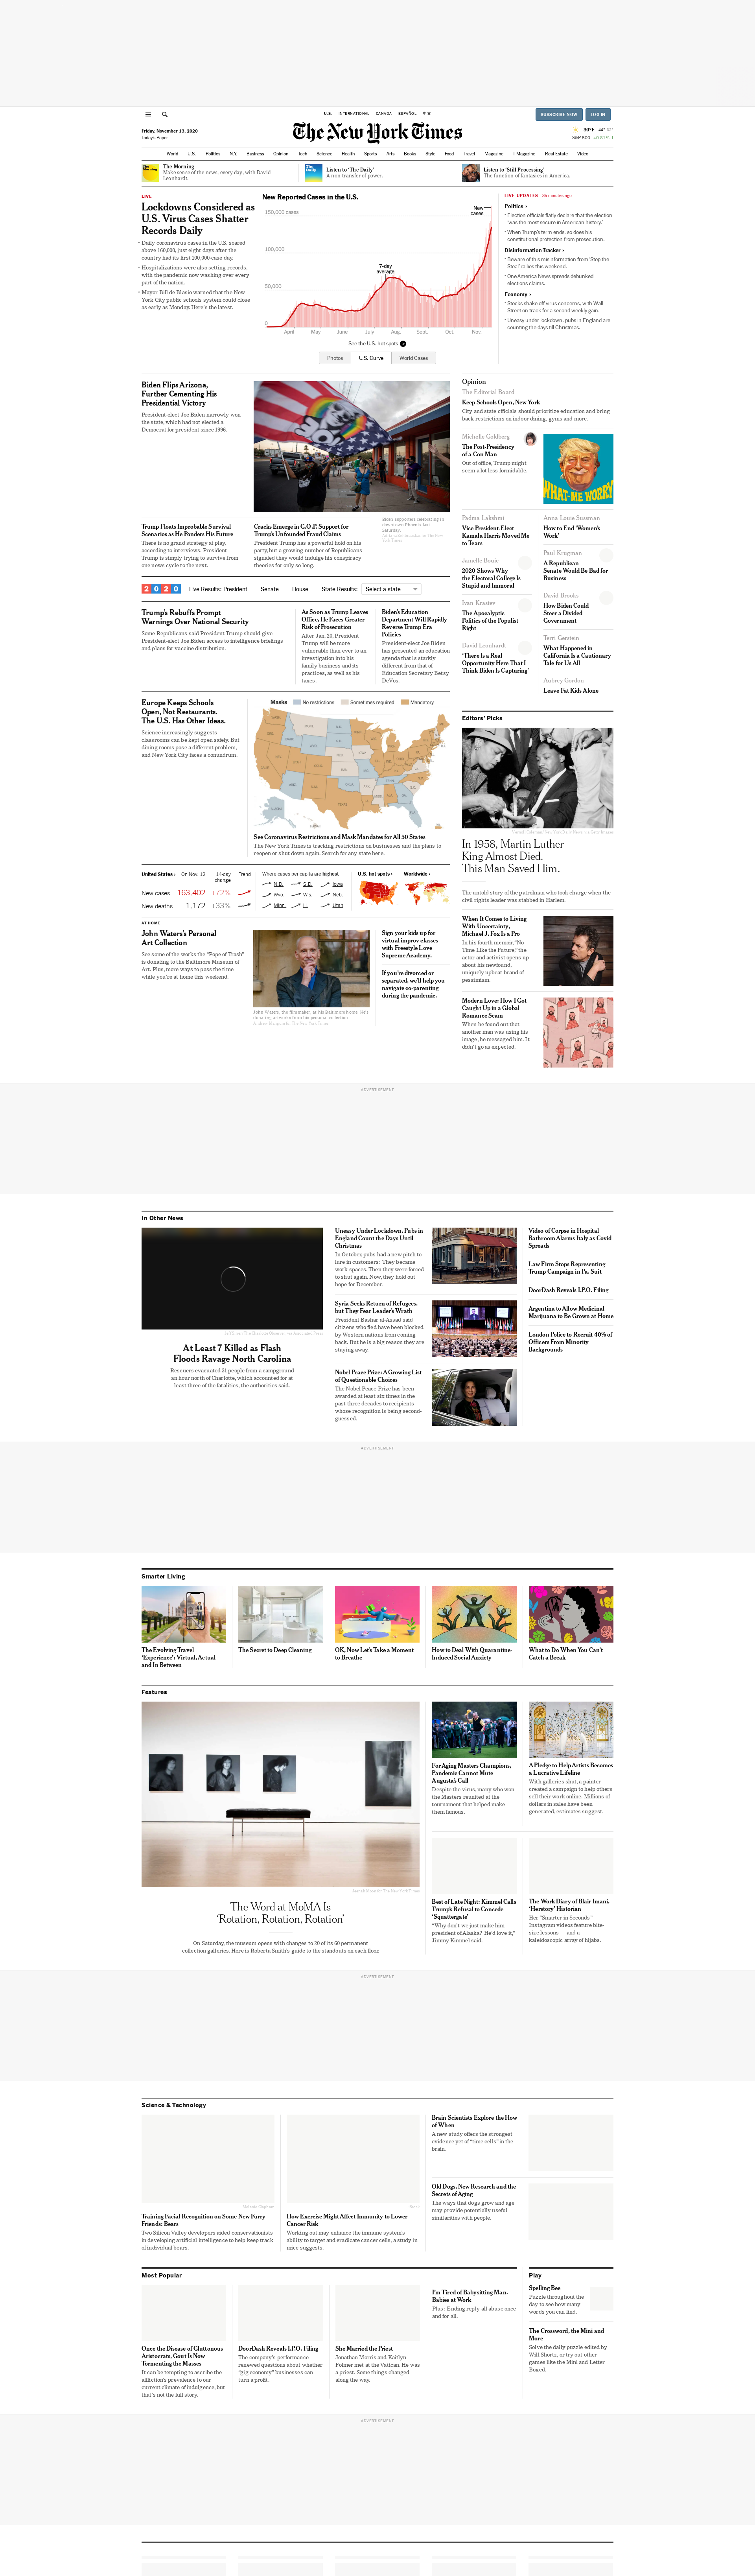 U.S. INTERNATIONAL CANADA ESPAÑOL 中文
SUBSCRIBE NOW LOG IN
Friday, November 13, 2020
Today's Paper
The New York Times
30°F 44° 31°
S&P 500 +0.61% ↑
World U.S. Politics N.Y. Business Opinion Tech Science Health Sports Arts Books Style Food Travel Magazine T Magazine Real Estate Video
The Morning
Make sense of the news, every day, with David
Leonhardt.
Listen to 'The Daily'
A non transfer of power.
Listen to 'Still Processing'
The function of fantasies in America.
LIVE
Lockdowns Considered as
U.S. Virus Cases Shatter
Records Daily
Daily coronavirus cases in the U.S. soared
above 160,000, just eight days after the
country had its first 100,000-case day.
Hospitalizations were also setting records,
with the pandemic now wreaking over every
part of the nation.
Mayor Bill de Blasio warned that the New
York City public schools system could close
as early as Monday. Here's the latest.
New Reported Cases in the U.S.
150,000 cases
100,000
50,000
0
New
cases
7-day
average
April May June July Aug. Sept. Oct. Nov.
See the U.S. hot spots
Photos U.S. Curve World Cases
LIVE UPDATES 35 minutes ago
Politics ›
Election officials flatly declare that the election
'was the most secure in American history.'
When Trump's term ends, so does his
constitutional protection from prosecution.
Disinformation Tracker ›
Beware of this misinformation from 'Stop the
Steal' rallies this weekend.
One America News spreads debunked
elections claims.
Economy ›
Stocks shake off virus concerns, with Wall
Street on track for a second weekly gain.
Uneasy under lockdown, pubs in England are
counting the days till Christmas.
Biden Flips Arizona,
Further Cementing His
Presidential Victory
President-elect Joe Biden narrowly won
the state, which had not elected a
Democrat for president since 1996.
Trump Floats Improbable Survival
Scenarios as He Ponders His Future
There is no grand strategy at play,
according to interviews. President
Trump is simply trying to survive from
one news cycle to the next.
Cracks Emerge in G.O.P. Support for
Trump's Unfounded Fraud Claims
President Trump has a powerful hold on his
party, but a growing number of Republicans
signaled they would indulge his conspiracy
theories for only so long.
Biden supporters celebrating in
downtown Phoenix last
Saturday.
2020 Live Results: President Senate House State Results: Select a state
Trump's Rebuffs Prompt
Warnings Over National Security
Some Republicans said President Trump should give
President-elect Joe Biden access to intelligence briefings
and plans for vaccine distribution.
As Soon as Trump Leaves
Office, He Faces Greater
Risk of Prosecution
After Jan. 20, President
Trump will be more
vulnerable than ever to an
investigation into his
family business and its
practices, as well as his
taxes.
Biden's Education
Department Will Rapidly
Reverse Trump Era
Policies
President-elect Joe Biden
has presented an education
agenda that is starkly
different from that of
Education Secretary Betsy
DeVos.
Europe Keeps Schools
Open, Not Restaurants.
The U.S. Has Other Ideas.
Science increasingly suggests
classrooms can be kept open safely. But
dining rooms pose a different problem,
and New York City faces a conundrum.
Masks No restrictions Sometimes required Mandatory
See Coronavirus Restrictions and Mask Mandates for All 50 States
The New York Times is tracking restrictions on businesses and the plans to
reopen or shut down again. Search for any state here.
United States › On Nov. 12 14-day
change Trend
New cases 163,402 +72%
New deaths 1,172 +33%
Where cases per capita are highest
N.D. S.D. Iowa
Wyo. Wis. Neb.
Minn. Ill. Utah
U.S. hot spots › Worldwide ›
AT HOME
John Waters's Personal
Art Collection
See some of the works the "Pope of Trash"
is donating to the Baltimore Museum of
Art. Plus, more ways to pass the time
while you're at home this weekend.
Sign your kids up for
virtual improv classes
with Freestyle Love
Supreme Academy.
If you're divorced or
separated, we'll help you
navigate co-parenting
during the pandemic.
Opinion
The Editorial Board
Keep Schools Open, New York
City and state officials should prioritize education and bring
back restrictions on indoor dining, gyms and more.
Michelle Goldberg
The Post-Presidency
of a Con Man
Out of office, Trump might
seem a lot less formidable.
WHAT–ME WORRY
Padma Lakshmi
Vice President-Elect
Kamala Harris Moved Me
to Tears
Jamelle Bouie
2020 Shows Why
the Electoral College Is
Stupid and Immoral
Ivan Krastev
The Apocalyptic
Politics of the Populist
Right
David Leonhardt
'There Is a Real
Opportunity Here That I
Think Biden Is Capturing'
Anna Louie Sussman
How to End 'Women's
Work'
Paul Krugman
A Republican
Senate Would Be Bad for
Business
David Brooks
How Biden Could
Steer a Divided
Government
Terri Gerstein
What Happened in
California Is a Cautionary
Tale for Us All
Aubrey Gordon
Leave Fat Kids Alone
Editors' Picks
In 1958, Martin Luther
King Almost Died.
This Man Saved Him.
The untold story of the patrolman who took charge when the
civil rights leader was stabbed in Harlem.
When It Comes to Living
With Uncertainty,
Michael J. Fox Is a Pro
In his fourth memoir, "No
Time Like the Future," the
actor and activist opens up
about his newfound,
uniquely upbeat brand of
pessimism.
Modern Love: How I Got
Caught Up in a Global
Romance Scam
When he found out that
another man was using his
image, he messaged him. It
didn't go as expected.
ADVERTISEMENT
In Other News
At Least 7 Killed as Flash
Floods Ravage North Carolina
Rescuers evacuated 31 people from a campground
an hour north of Charlotte, which accounted for at
least three of the fatalities, the authorities said.
Uneasy Under Lockdown, Pubs in
England Count the Days Until
Christmas
In October, pubs had a new pitch to
lure in customers: They became
work spaces. Then they were forced
to shut again. Now, they hold out
hope for December.
Syria Seeks Return of Refugees,
but They Fear Leader's Wrath
President Bashar al-Assad said
citizens who fled have been blocked
by Western nations from coming
back. But he is a big reason they are
staying away.
Nobel Peace Prize: A Growing List
of Questionable Choices
The Nobel Peace Prize has been
awarded at least six times in the
past three decades to recipients
whose recognition is being second-
guessed.
Video of Corpse in Hospital
Bathroom Alarms Italy as Covid
Spreads
Law Firm Stops Representing
Trump Campaign in Pa. Suit
DoorDash Reveals I.P.O. Filing
Argentina to Allow Medicinal
Marijuana to Be Grown at Home
London Police to Recruit 40% of
Officers From Minority
Backgrounds
ADVERTISEMENT
Smarter Living
The Evolving Travel
'Experience': Virtual, Actual
and In Between
The Secret to Deep Cleaning
OK, Now Let's Take a Moment
to Breathe
How to Deal With Quarantine-
Induced Social Anxiety
What to Do When You Can't
Catch a Break
Features
The Word at MoMA Is
'Rotation, Rotation, Rotation'
On Saturday, the museum opens with changes to 20 of its 60 permanent
collection galleries. Here is Roberta Smith's guide to the standouts on each floor.
For Aging Masters Champions,
Pandemic Cannot Mute
Augusta's Call
Despite the virus, many who won
the Masters reunited at the
tournament that helped make
them famous.
A Pledge to Help Artists Becomes
a Lucrative Lifeline
With galleries shut, a painter
created a campaign to help others
sell their work online. Millions of
dollars in sales have been
generated, estimates suggest.
Best of Late Night: Kimmel Calls
Trump's Refusal to Concede
'Squattergate'
"Why don't we just make him
president of Alaska? He'd love it,"
Jimmy Kimmel said.
The Work Diary of Blair Imani,
'Herstory' Historian
Her "Smarter in Seconds"
Instagram videos feature bite-
size lessons — and a
kaleidoscopic array of hijabs.
ADVERTISEMENT
Science & Technology
Training Facial Recognition on Some New Furry
Friends: Bears
Two Silicon Valley developers aided conservationists
in developing artificial intelligence to help keep track
of individual bears.
How Exercise Might Affect Immunity to Lower
Cancer Risk
Working out may enhance the immune system's
ability to target and eradicate cancer cells, a study in
mice suggests.
Brain Scientists Explore the How
of When
A new study offers the strongest
evidence yet of "time cells" in the
brain.
Old Dogs, New Research and the
Secrets of Aging
The ways that dogs grow and age
may provide potentially useful
similarities with people.
Most Popular
Once the Disease of Gluttonous
Aristocrats, Gout Is Now
Tormenting the Masses
It can be tempting to ascribe the
affliction's prevalence to our
current climate of indulgence, but
that's not the full story.
DoorDash Reveals I.P.O. Filing
The company's performance
renewed questions about whether
"gig economy" businesses can
turn a profit.
She Married the Priest
Jonathan Morris and Kaitlyn
Folmer met at the Vatican. He was
a priest. Some things changed
along the way.
I'm Tired of Babysitting Man-
Babies at Work
Plus: Ending reply-all abuse once
and for all.
Play
Spelling Bee
Puzzle throughout the
day to see how many
words you can find.
The Crossword, the Mini and
More
Solve the daily puzzle edited by
Will Shortz, or try out other
games like the Mini and Letter
Boxed.
ADVERTISEMENT